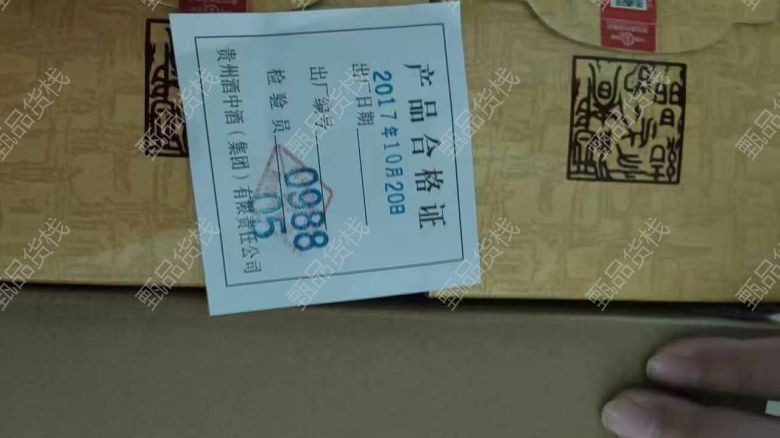 产品合格证
出厂日期
2017年10月20日
出厂编号
0988
检验员
05
贵州酒中酒（集团）有限责任公司
甄品货栈